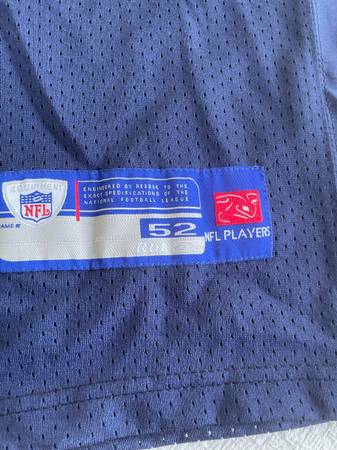 EQUIPMENT
NFL
ENGINEERED BY REEBOK TO THE
EXACT SPECIFICATIONS OF THE
NATIONAL FOOTBALL LEAGUE
52
NFL PLAYERS